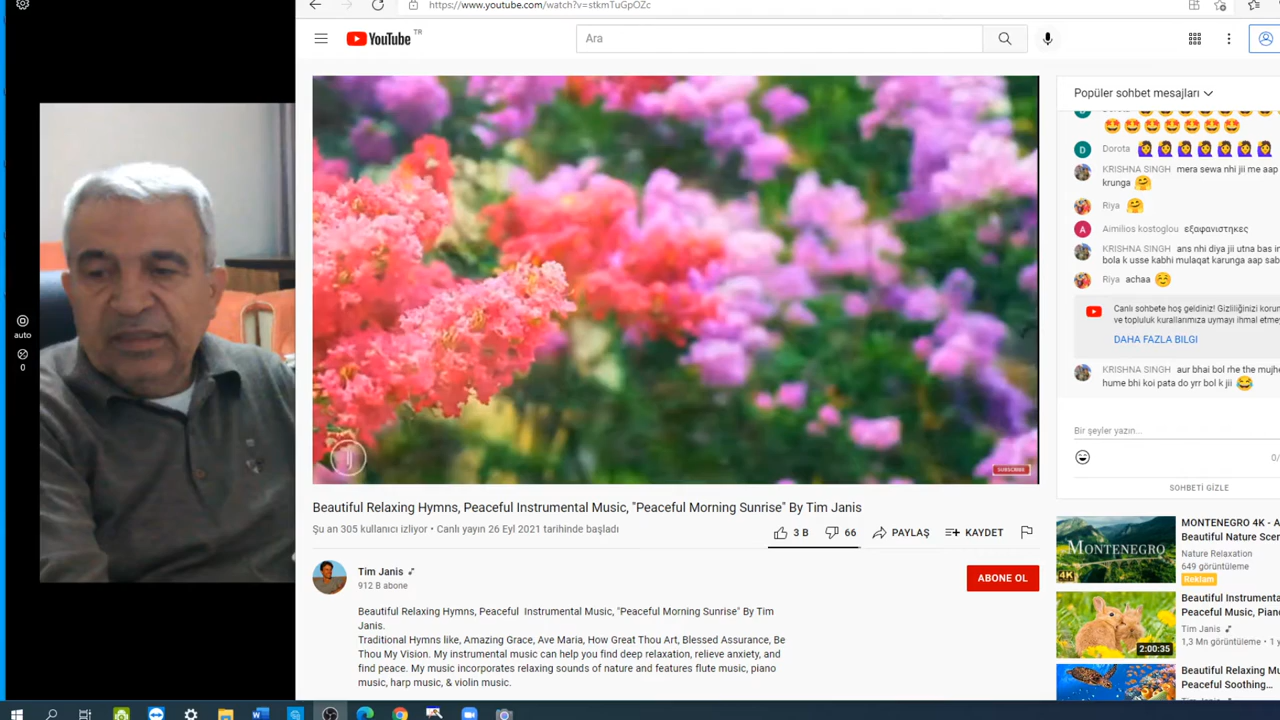 https://www.youtube.com/watch?v=stkmTuGpOZc
YouTube TR
Ara
SUBSCRIBE
Beautiful Relaxing Hymns, Peaceful Instrumental Music, "Peaceful Morning Sunrise" By Tim Janis
Şu an 305 kullanıcı izliyor • Canlı yayın 26 Eyl 2021 tarihinde başladı
3 B
66
PAYLAŞ
KAYDET
Tim Janis
912 B abone
ABONE OL
Beautiful Relaxing Hymns, Peaceful Instrumental Music, "Peaceful Morning Sunrise" By Tim
Janis.
Traditional Hymns like, Amazing Grace, Ave Maria, How Great Thou Art, Blessed Assurance, Be
Thou My Vision. My instrumental music can help you find deep relaxation, relieve anxiety, and
find peace. My music incorporates relaxing sounds of nature and features flute music, piano
music, harp music, & violin music.
Popüler sohbet mesajları
D Dorota
KRISHNA SINGH mera sewa nhi jii me aap
krunga
Riya
A Aimilios kostoglou εξαφανιστηκες
KRISHNA SINGH ans nhi diya jii utna bas in
bola k usse kabhi mulaqat karunga aap sab
Riya achaa
Canlı sohbete hoş geldiniz! Gizliliğinizi korun
ve topluluk kurallarımıza uymayı ihmal etmey
DAHA FAZLA BILGI
KRISHNA SINGH aur bhai bol rhe the mujhe
hume bhi koi pata do yrr bol k jii
Bir şeyler yazın...
0/
SOHBETİ GİZLE
MONTENEGRO
4K
MONTENEGRO 4K - A
Beautiful Nature Scen
Nature Relaxation
649 görüntüleme
Reklam
2:00:35
Beautiful Instrumenta
Peaceful Music, Piano
Tim Janis
1,3 Mn görüntüleme • 1 y
Beautiful Relaxing Mu
Peaceful Soothing...
auto
0